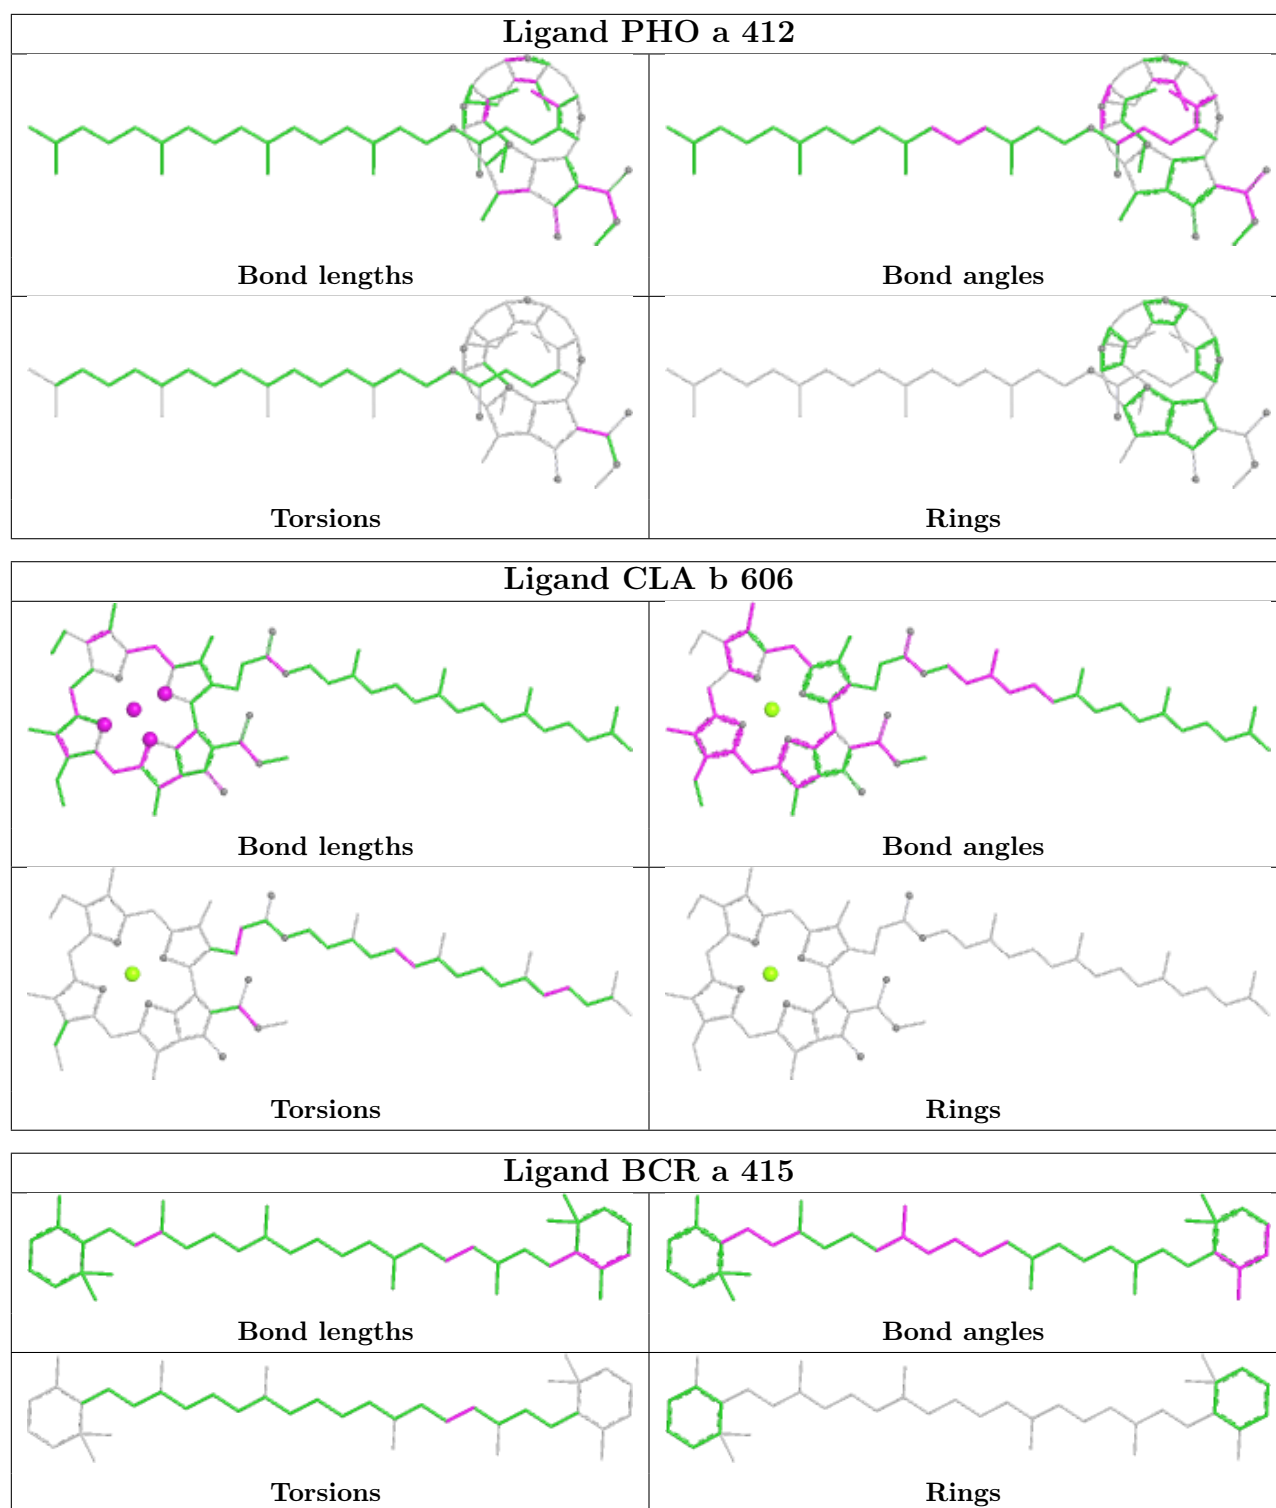 Ligand PHO a 412
Bond lengths
Bond angles
Torsions
Rings
Ligand CLA b 606
Bond lengths
Bond angles
Torsions
Rings
Ligand BCR a 415
Bond lengths
Bond angles
Torsions
Rings